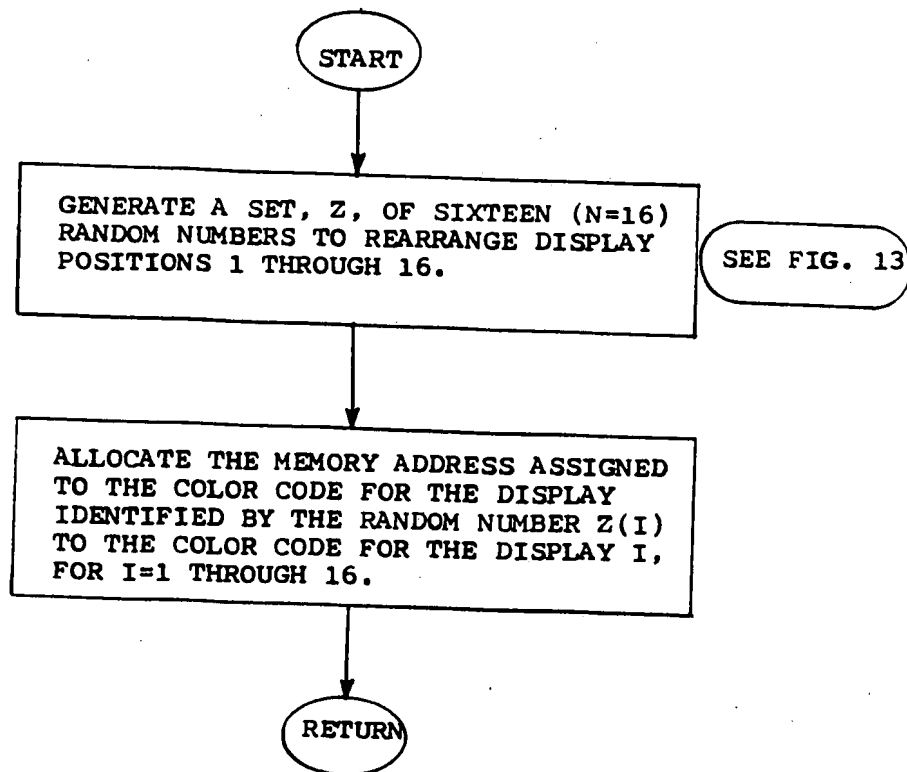 START
GENERATE A SET, Z, OF SIXTEEN (N=16)
RANDOM NUMBERS TO REARRANGE DISPLAY
POSITIONS 1 THROUGH 16.
SEE FIG. 13
ALLOCATE THE MEMORY ADDRESS ASSIGNED
TO THE COLOR CODE FOR THE DISPLAY
IDENTIFIED BY THE RANDOM NUMBER Z(I)
TO THE COLOR CODE FOR THE DISPLAY I,
FOR I=1 THROUGH 16.
RETURN